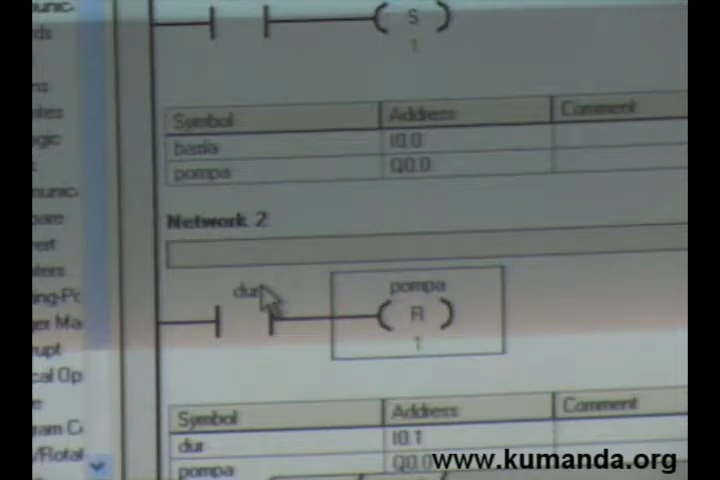 S
1
Symbol Address Comment
basla I0.0
pompa Q0.0
Network 2
dur pompa
R
1
Symbol Address Comment
dur I0.1
pompa Q0.0
www.kumanda.org